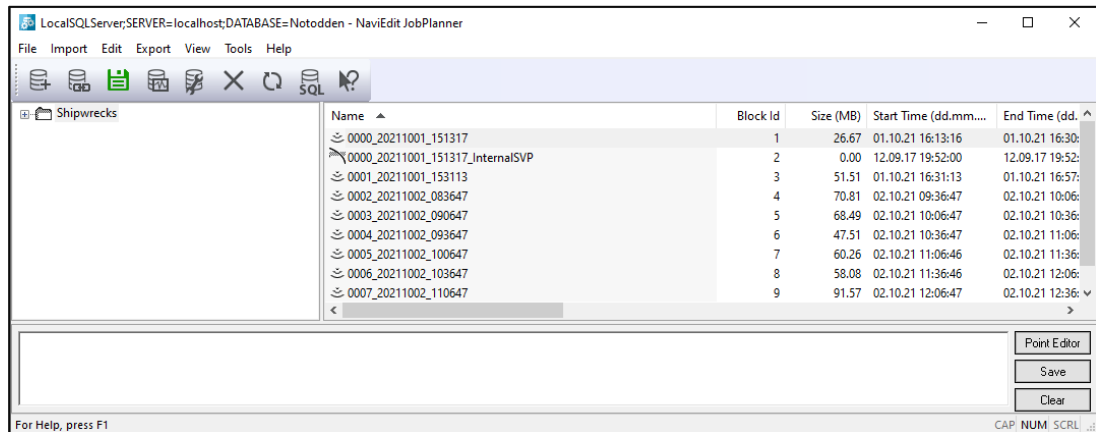 LocalSQLServer;SERVER=localhost;DATABASE=Notodden - NaviEdit JobPlanner
File Import Edit Export View Tools Help
SQL
Shipwrecks
Name Block Id Size (MB) Start Time (dd.mm.... End Time (dd.
0000_20211001_151317 1 26.67 01.10.21 16:13:16 01.10.21 16:30:
0000_20211001_151317_InternalSVP 2 0.00 12.09.17 19:52:00 12.09.17 19:52:
0001_20211001_153113 3 51.51 01.10.21 16:31:13 01.10.21 16:57:
0002_20211002_083647 4 70.81 02.10.21 09:36:47 02.10.21 10:06:
0003_20211002_090647 5 68.49 02.10.21 10:06:47 02.10.21 10:36:
0004_20211002_093647 6 47.51 02.10.21 10:36:47 02.10.21 11:06:
0005_20211002_100647 7 60.26 02.10.21 11:06:46 02.10.21 11:36:
0006_20211002_103647 8 58.08 02.10.21 11:36:46 02.10.21 12:06:
0007_20211002_110647 9 91.57 02.10.21 12:06:47 02.10.21 12:36:
Point Editor
Save
Clear
For Help, press F1 CAP NUM SCRL